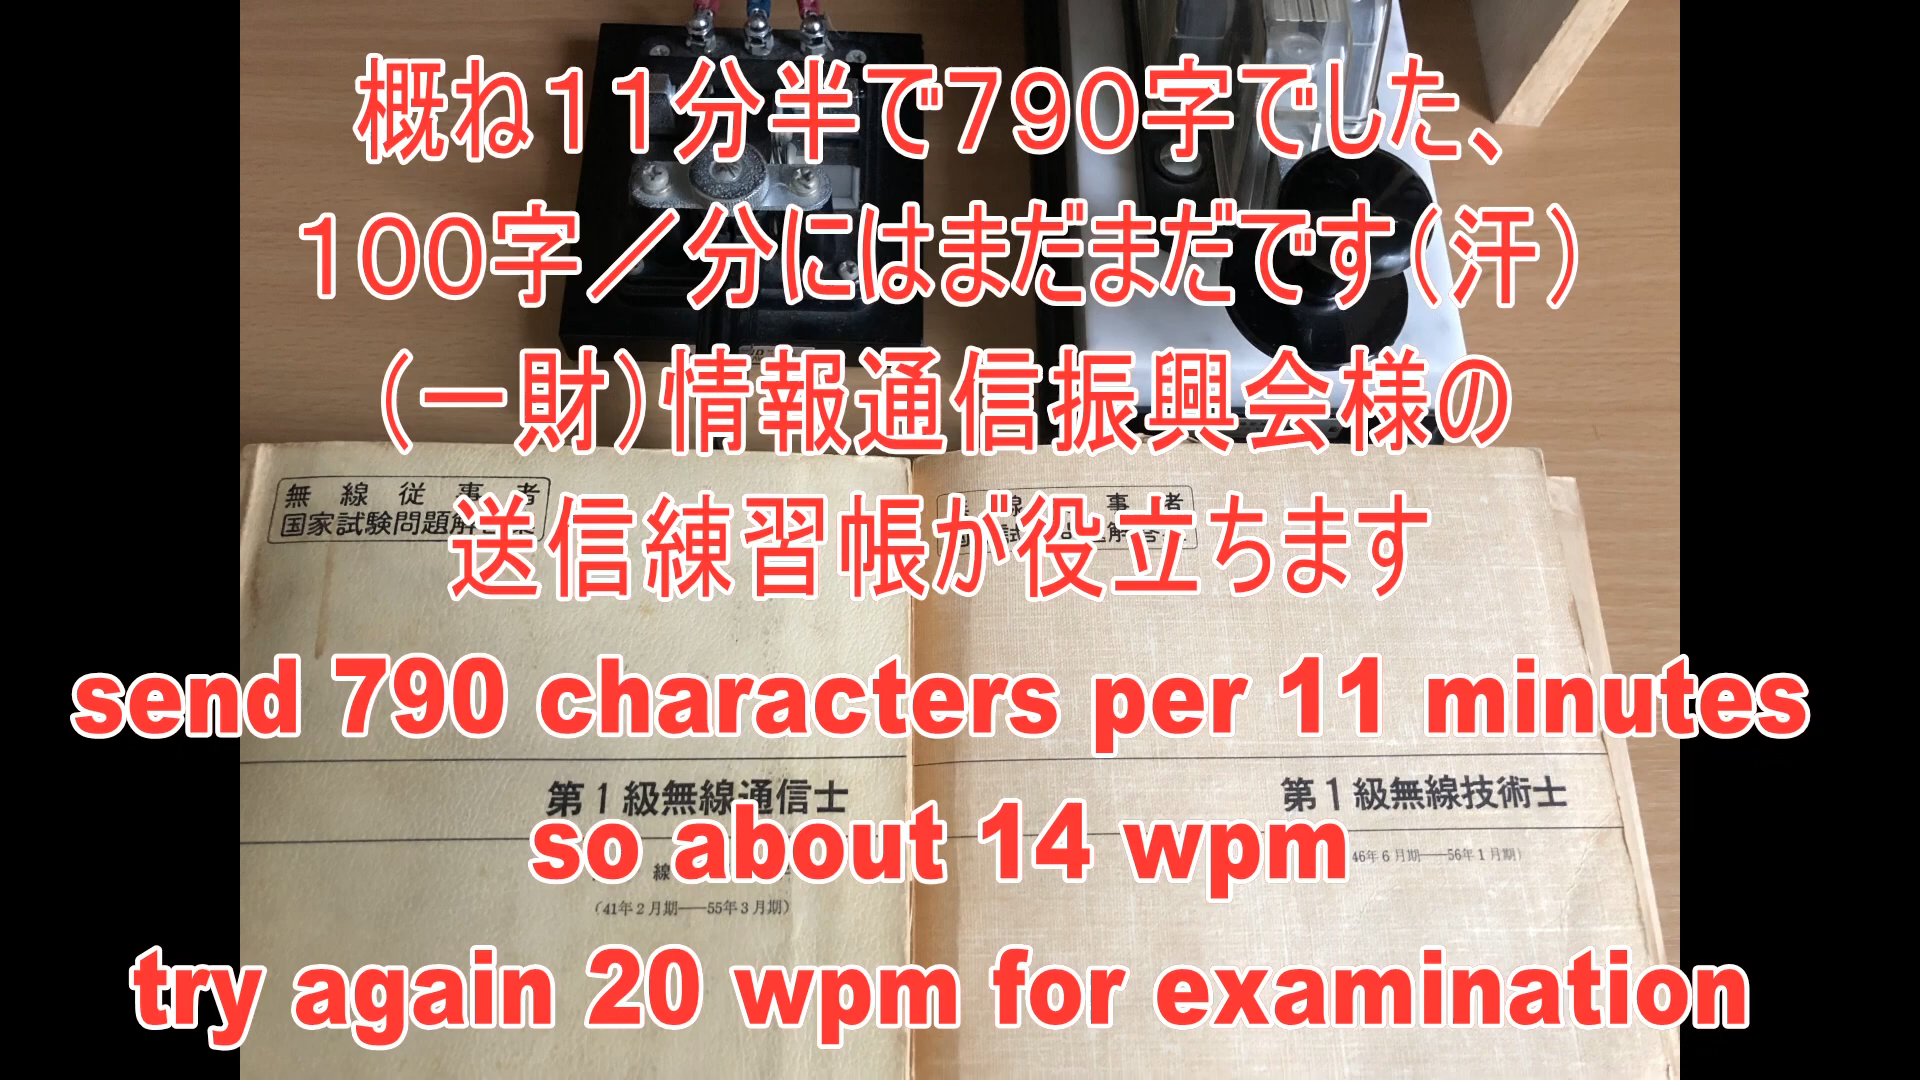 概ね１１分半で７９０字でした、
１００字／分にはまだまだです（汗）
（一財）情報通信振興会様の
送信練習帳が役立ちます
send 790 characters per 11 minutes
so about 14 wpm
try again 20 wpm for examination
無線従事者
国家試験問題解
第1級無線通信士
（41年2月期——55年3月期）
事者
第1級無線技術士
46年6月期——56年1月期）